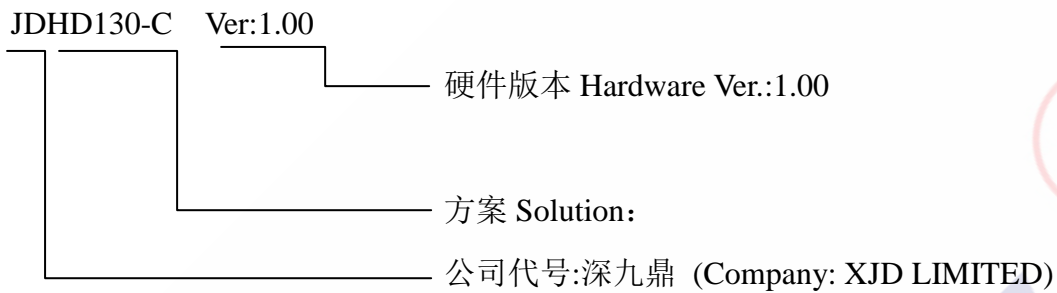 JDHD130-C Ver:1.00
硬件版本 Hardware Ver.:1.00
方案 Solution：
公司代号:深九鼎 (Company: XJD LIMITED)